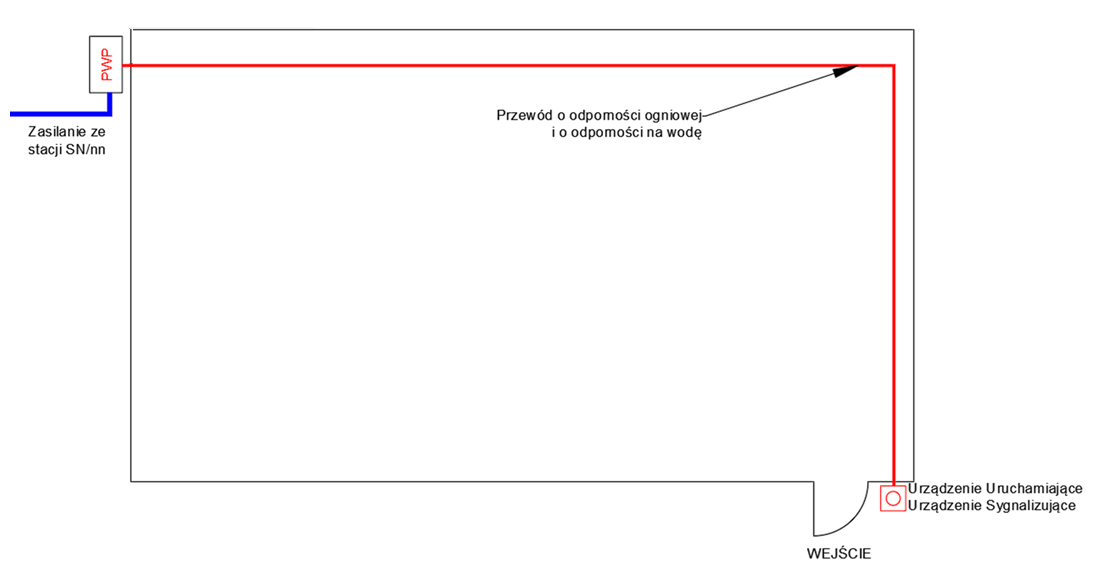 PWP
Zasilanie ze
stacji SN/nn
Przewód o odporności ogniowej
i o odporności na wodę
Urządzenie Uruchamiające
Urządzenie Sygnalizujące
WEJŚCIE